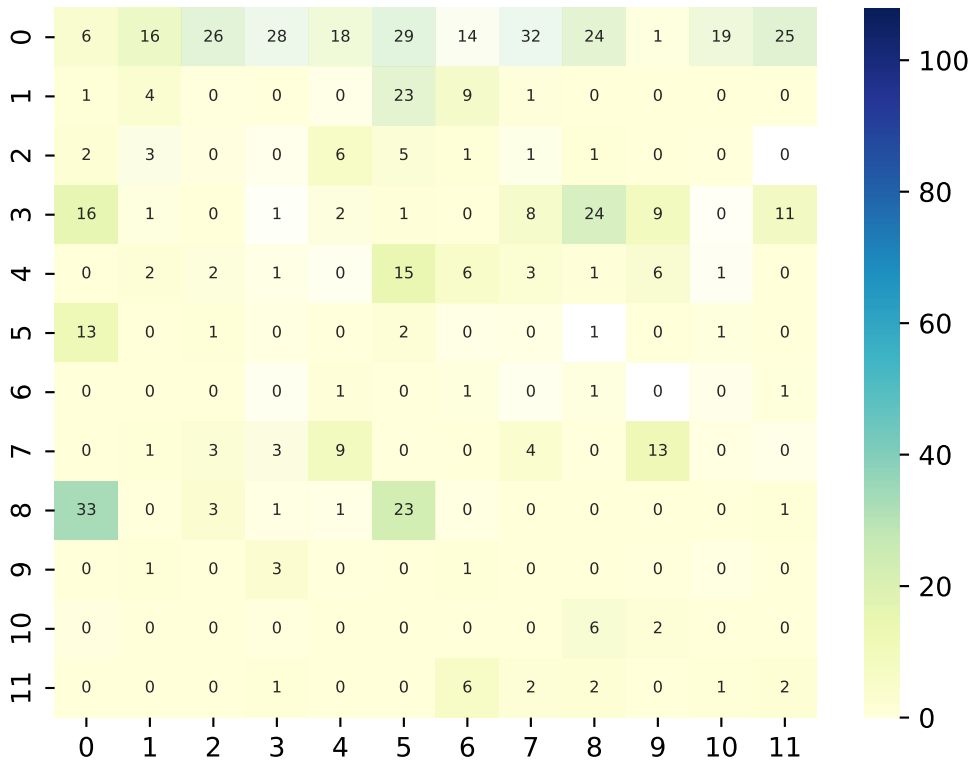 0 6 16 26 28 18 29 14 32 24 1 19 25
100
1 1 4 0 0 0 23 9 1 0 0 0 0
2 2 3 0 0 6 5 1 1 1 0 0 0
80
3 16 1 0 1 2 1 0 8 24 9 0 11
4 0 2 2 1 0 15 6 3 1 6 1 0
60
5 13 0 1 0 0 2 0 0 1 0 1 0
6 0 0 0 0 1 0 1 0 1 0 0 1
40
7 0 1 3 3 9 0 0 4 0 13 0 0
8 33 0 3 1 1 23 0 0 0 0 0 1
20
9 0 1 0 3 0 0 1 0 0 0 0 0
10 0 0 0 0 0 0 0 0 6 2 0 0
11 0 0 0 1 0 0 6 2 2 0 1 2
0
0 1 2 3 4 5 6 7 8 9 10 11